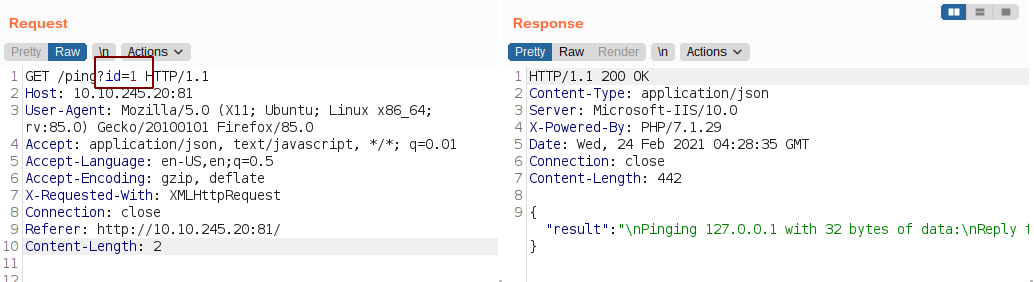 Request
Pretty Raw \n Actions
1 GET /ping?id=1 HTTP/1.1
2 Host: 10.10.245.20:81
3 User-Agent: Mozilla/5.0 (X11; Ubuntu; Linux x86_64;
rv:85.0) Gecko/20100101 Firefox/85.0
4 Accept: application/json, text/javascript, */*; q=0.01
5 Accept-Language: en-US,en;q=0.5
6 Accept-Encoding: gzip, deflate
7 X-Requested-With: XMLHttpRequest
8 Connection: close
9 Referer: http://10.10.245.20:81/
10 Content-Length: 2
11
12
Response
Pretty Raw Render \n Actions
1 HTTP/1.1 200 OK
2 Content-Type: application/json
3 Server: Microsoft-IIS/10.0
4 X-Powered-By: PHP/7.1.29
5 Date: Wed, 24 Feb 2021 04:28:35 GMT
6 Connection: close
7 Content-Length: 442
8
9 {
"result":"\nPinging 127.0.0.1 with 32 bytes of data:\nReply f
}